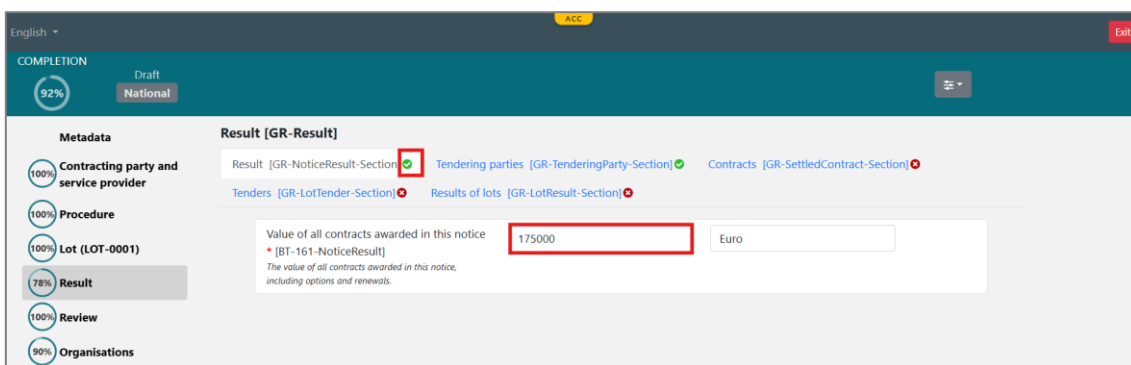 ACC
English
Exit
COMPLETION
92%
Draft
National
Metadata
100% Contracting party and
service provider
100% Procedure
100% Lot (LOT-0001)
78% Result
100% Review
90% Organisations
Result [GR-Result]
Result [GR-NoticeResult-Section] Tendering parties [GR-TenderingParty-Section] Contracts [GR-SettledContract-Section]
Tenders [GR-LotTender-Section] Results of lots [GR-LotResult-Section]
Value of all contracts awarded in this notice
* [BT-161-NoticeResult]
The value of all contracts awarded in this notice,
including options and renewals.
175000
Euro